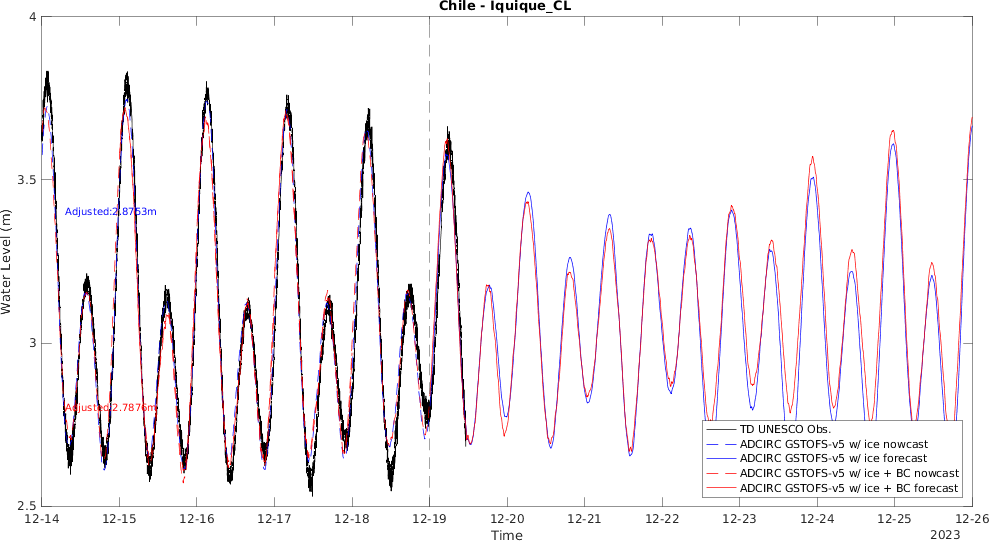 Chile - Iquique_CL
4
3.5
3
2.5
Water Level (m)
Adjusted:2.8753m
Adjusted:2.7876m
TD UNESCO Obs.
ADCIRC GSTOFS-v5 w/ ice nowcast
ADCIRC GSTOFS-v5 w/ ice forecast
ADCIRC GSTOFS-v5 w/ ice + BC nowcast
ADCIRC GSTOFS-v5 w/ ice + BC forecast
12-14 12-15 12-16 12-17 12-18 12-19 12-20 12-21 12-22 12-23 12-24 12-25 12-26
Time
2023